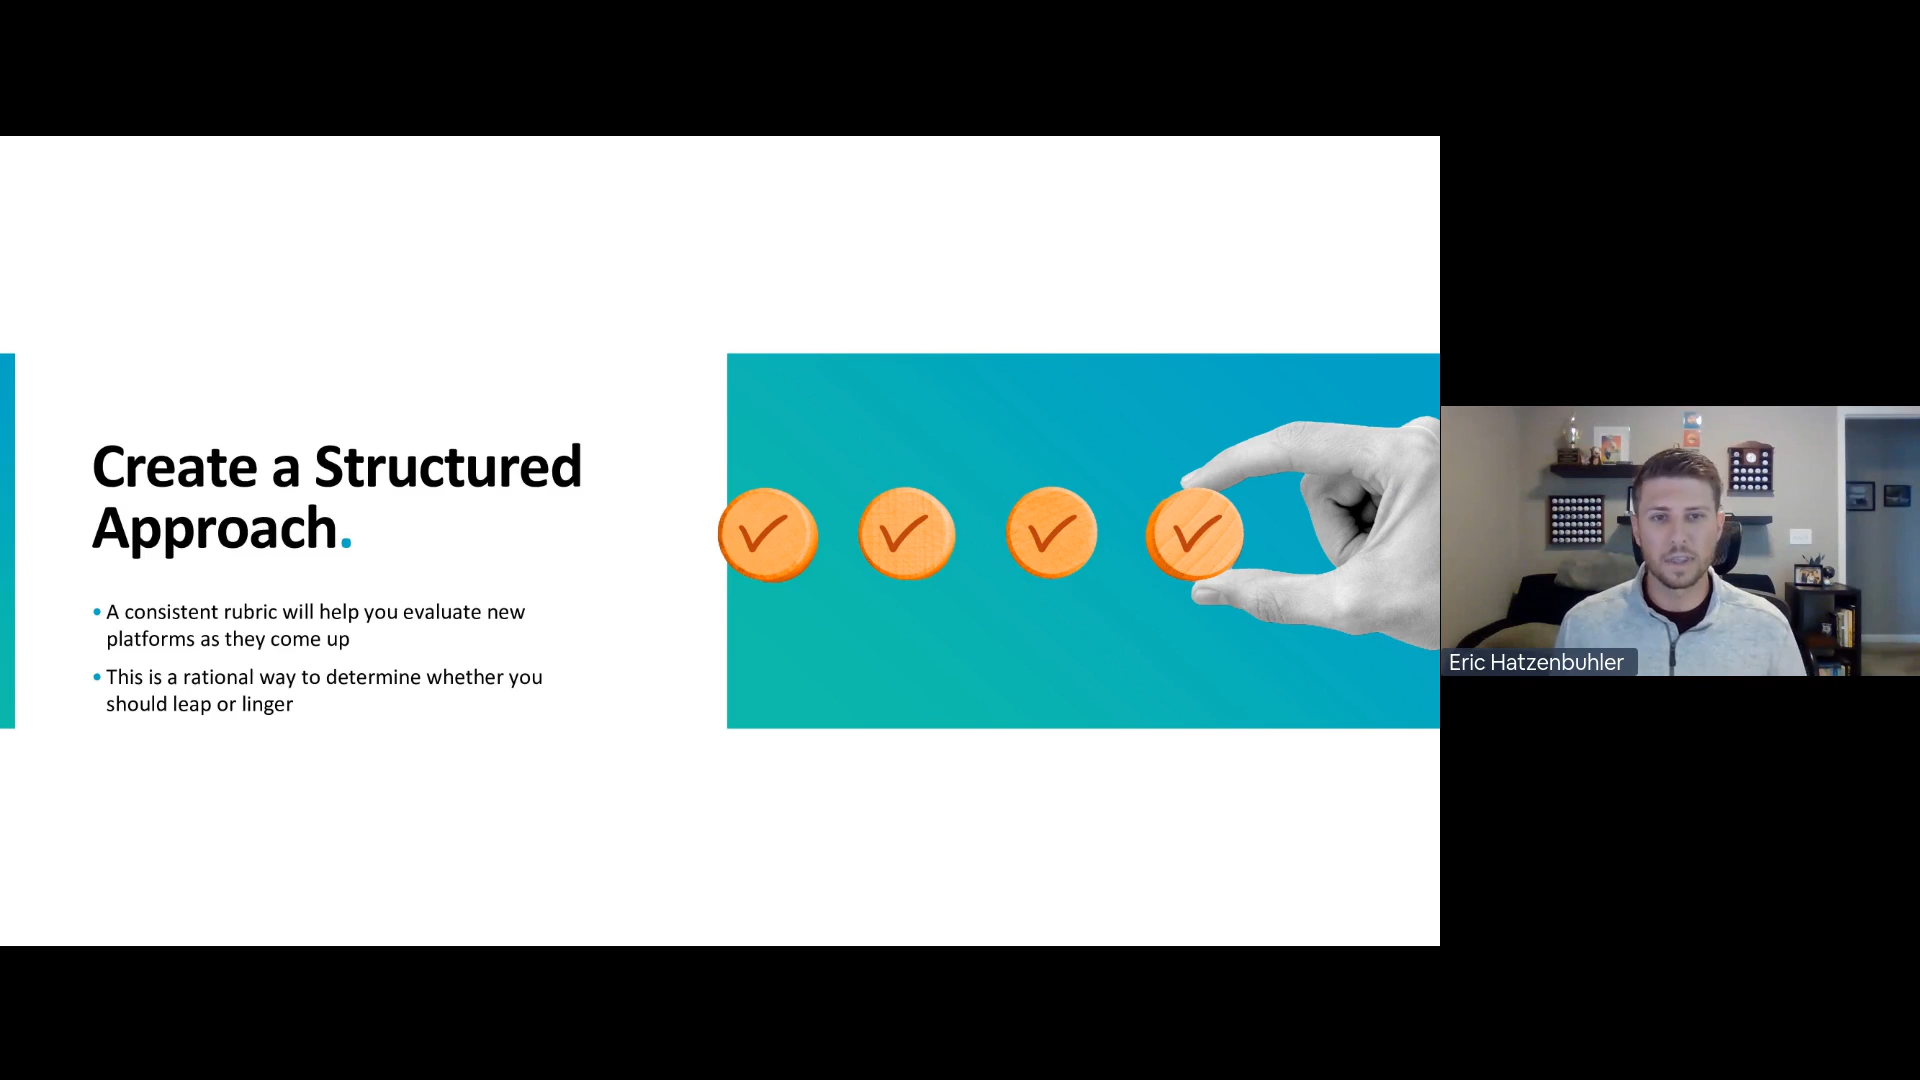 Create a Structured
Approach.
• A consistent rubric will help you evaluate new
platforms as they come up
• This is a rational way to determine whether you
should leap or linger
Eric Hatzenbuhler